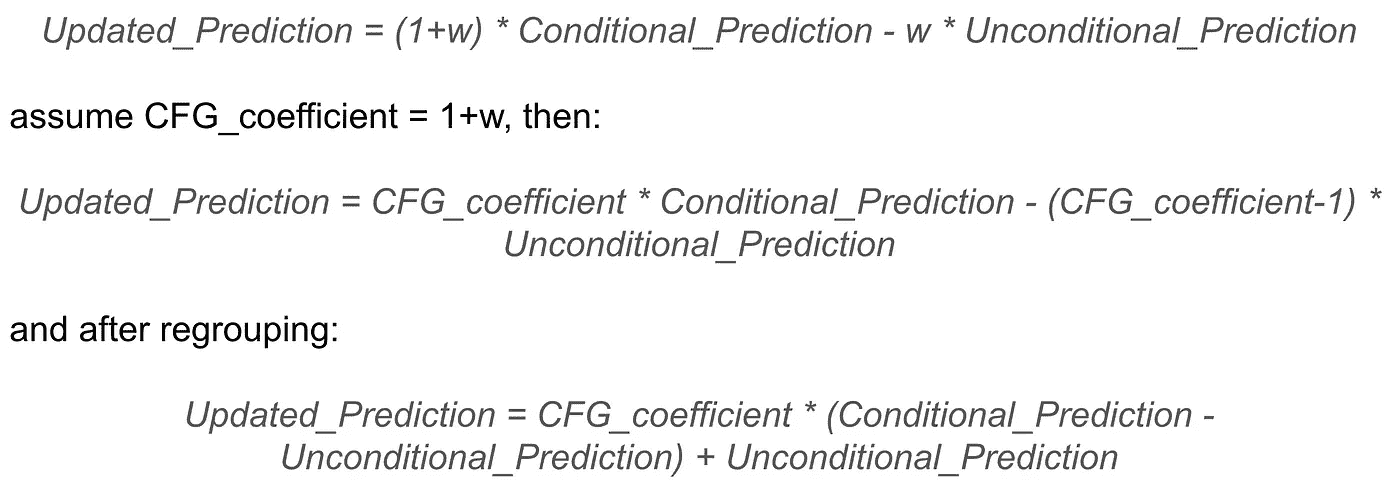 Updated_Prediction = (1+w) * Conditional_Prediction - w * Unconditional_Prediction
assume CFG_coefficient = 1+w, then:
Updated_Prediction = CFG_coefficient * Conditional_Prediction - (CFG_coefficient-1) *
Unconditional_Prediction
and after regrouping:
Updated_Prediction = CFG_coefficient * (Conditional_Prediction -
Unconditional_Prediction) + Unconditional_Prediction